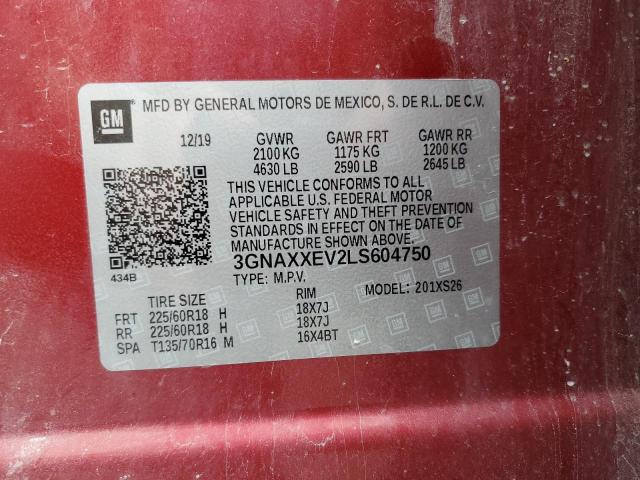 GM ® MFD BY GENERAL MOTORS DE MEXICO, S. DE R.L. DE C.V.
12/19 GVWR GAWR FRT GAWR RR
2100 KG 1175 KG 1200 KG
4630 LB 2590 LB 2645 LB
THIS VEHICLE CONFORMS TO ALL
APPLICABLE U.S. FEDERAL MOTOR
VEHICLE SAFETY AND THEFT PREVENTION
STANDARDS IN EFFECT ON THE DATE OF
MANUFACTURE SHOWN ABOVE.
3GNAXXEV2LS604750
434B TYPE: M.P.V.
MODEL: 201XS26
TIRE SIZE RIM
FRT 225/60R18 H 18X7J
RR 225/60R18 H 18X7J
SPA T135/70R16 M 16X4BT